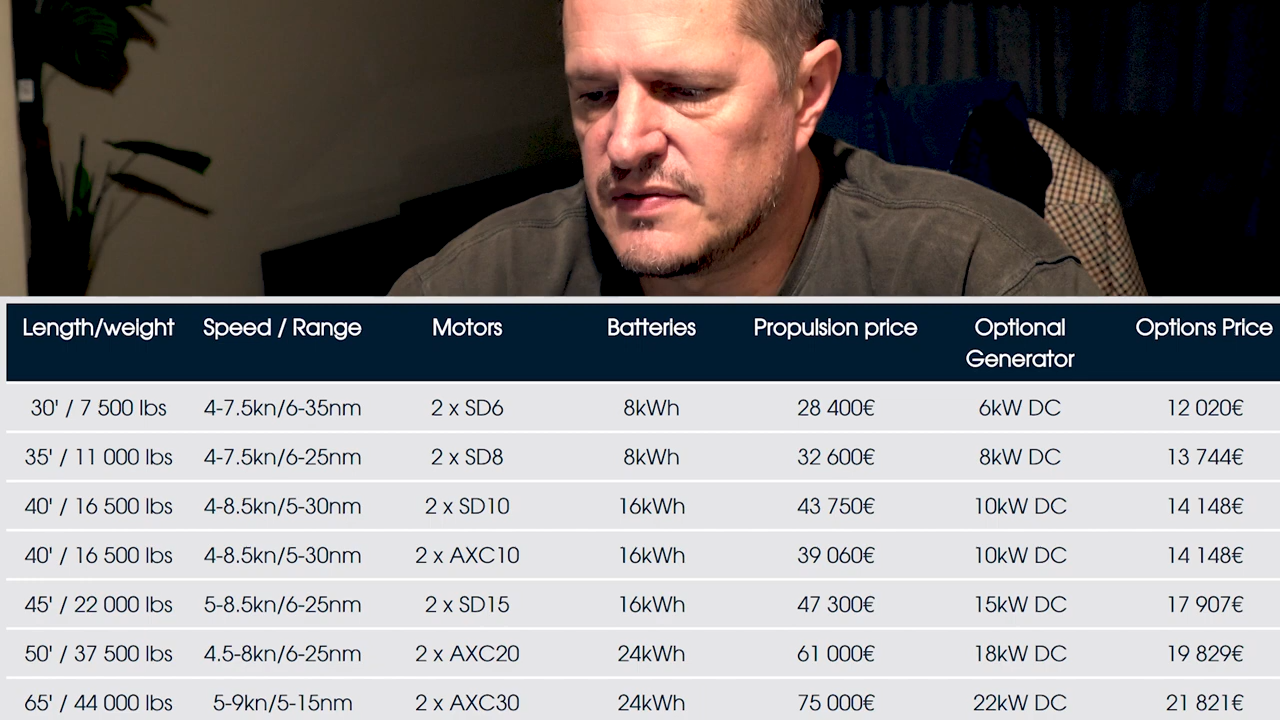 Length/weight Speed / Range Motors Batteries Propulsion price Optional Generator Options Price
30' / 7 500 lbs 4-7.5kn/6-35nm 2 x SD6 8kWh 28 400€ 6kW DC 12 020€
35' / 11 000 lbs 4-7.5kn/6-25nm 2 x SD8 8kWh 32 600€ 8kW DC 13 744€
40' / 16 500 lbs 4-8.5kn/5-30nm 2 x SD10 16kWh 43 750€ 10kW DC 14 148€
40' / 16 500 lbs 4-8.5kn/5-30nm 2 x AXC10 16kWh 39 060€ 10kW DC 14 148€
45' / 22 000 lbs 5-8.5kn/6-25nm 2 x SD15 16kWh 47 300€ 15kW DC 17 907€
50' / 37 500 lbs 4.5-8kn/6-25nm 2 x AXC20 24kWh 61 000€ 18kW DC 19 829€
65' / 44 000 lbs 5-9kn/5-15nm 2 x AXC30 24kWh 75 000€ 22kW DC 21 821€